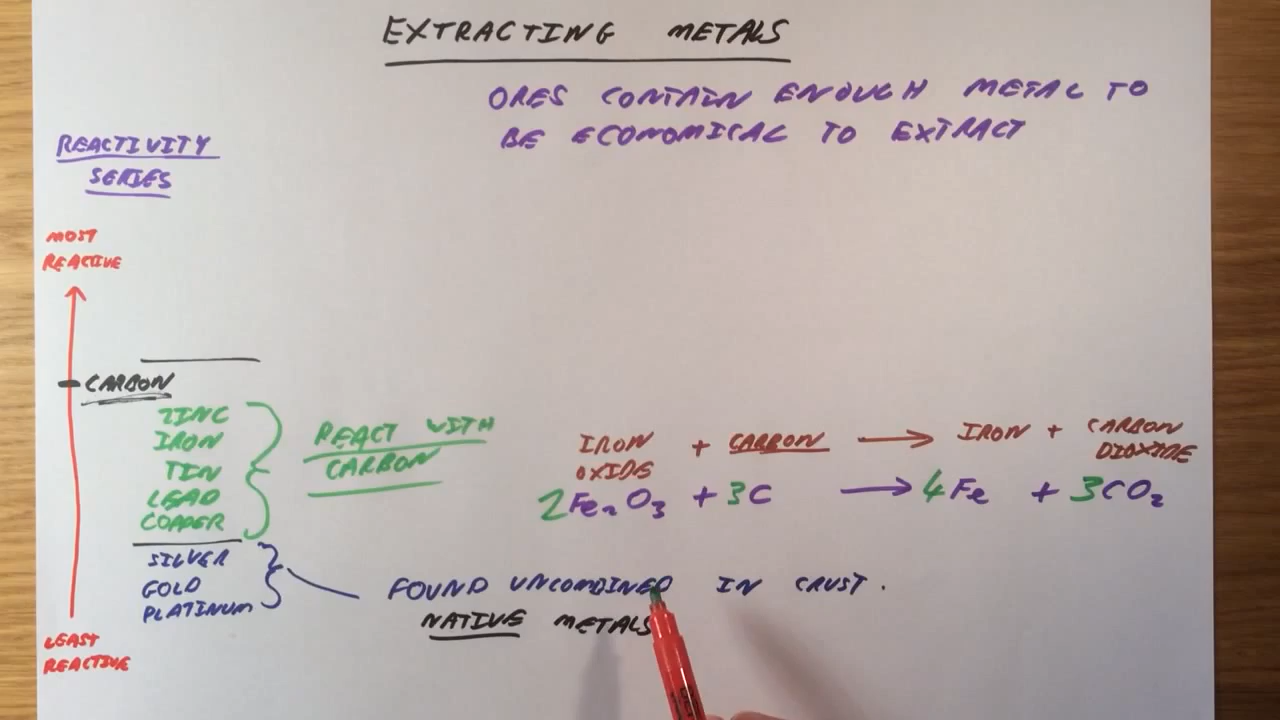 EXTRACTING METALS
ORES CONTAIN ENOUGH METAL TO
BE ECONOMICAL TO EXTRACT
REACTIVITY
SERIES
MOST
REACTIVE
CARBON
ZINC
IRON
TIN
LEAD
COPPER
REACT WITH
CARBON
IRON OXIDE + CARBON → IRON + CARBON DIOXIDE
2Fe₂O₃ + 3C → 4Fe + 3CO₂
SILVER
GOLD
PLATINUM
FOUND UNCOMBINED IN CRUST.
NATIVE METALS
LEAST
REACTIVE